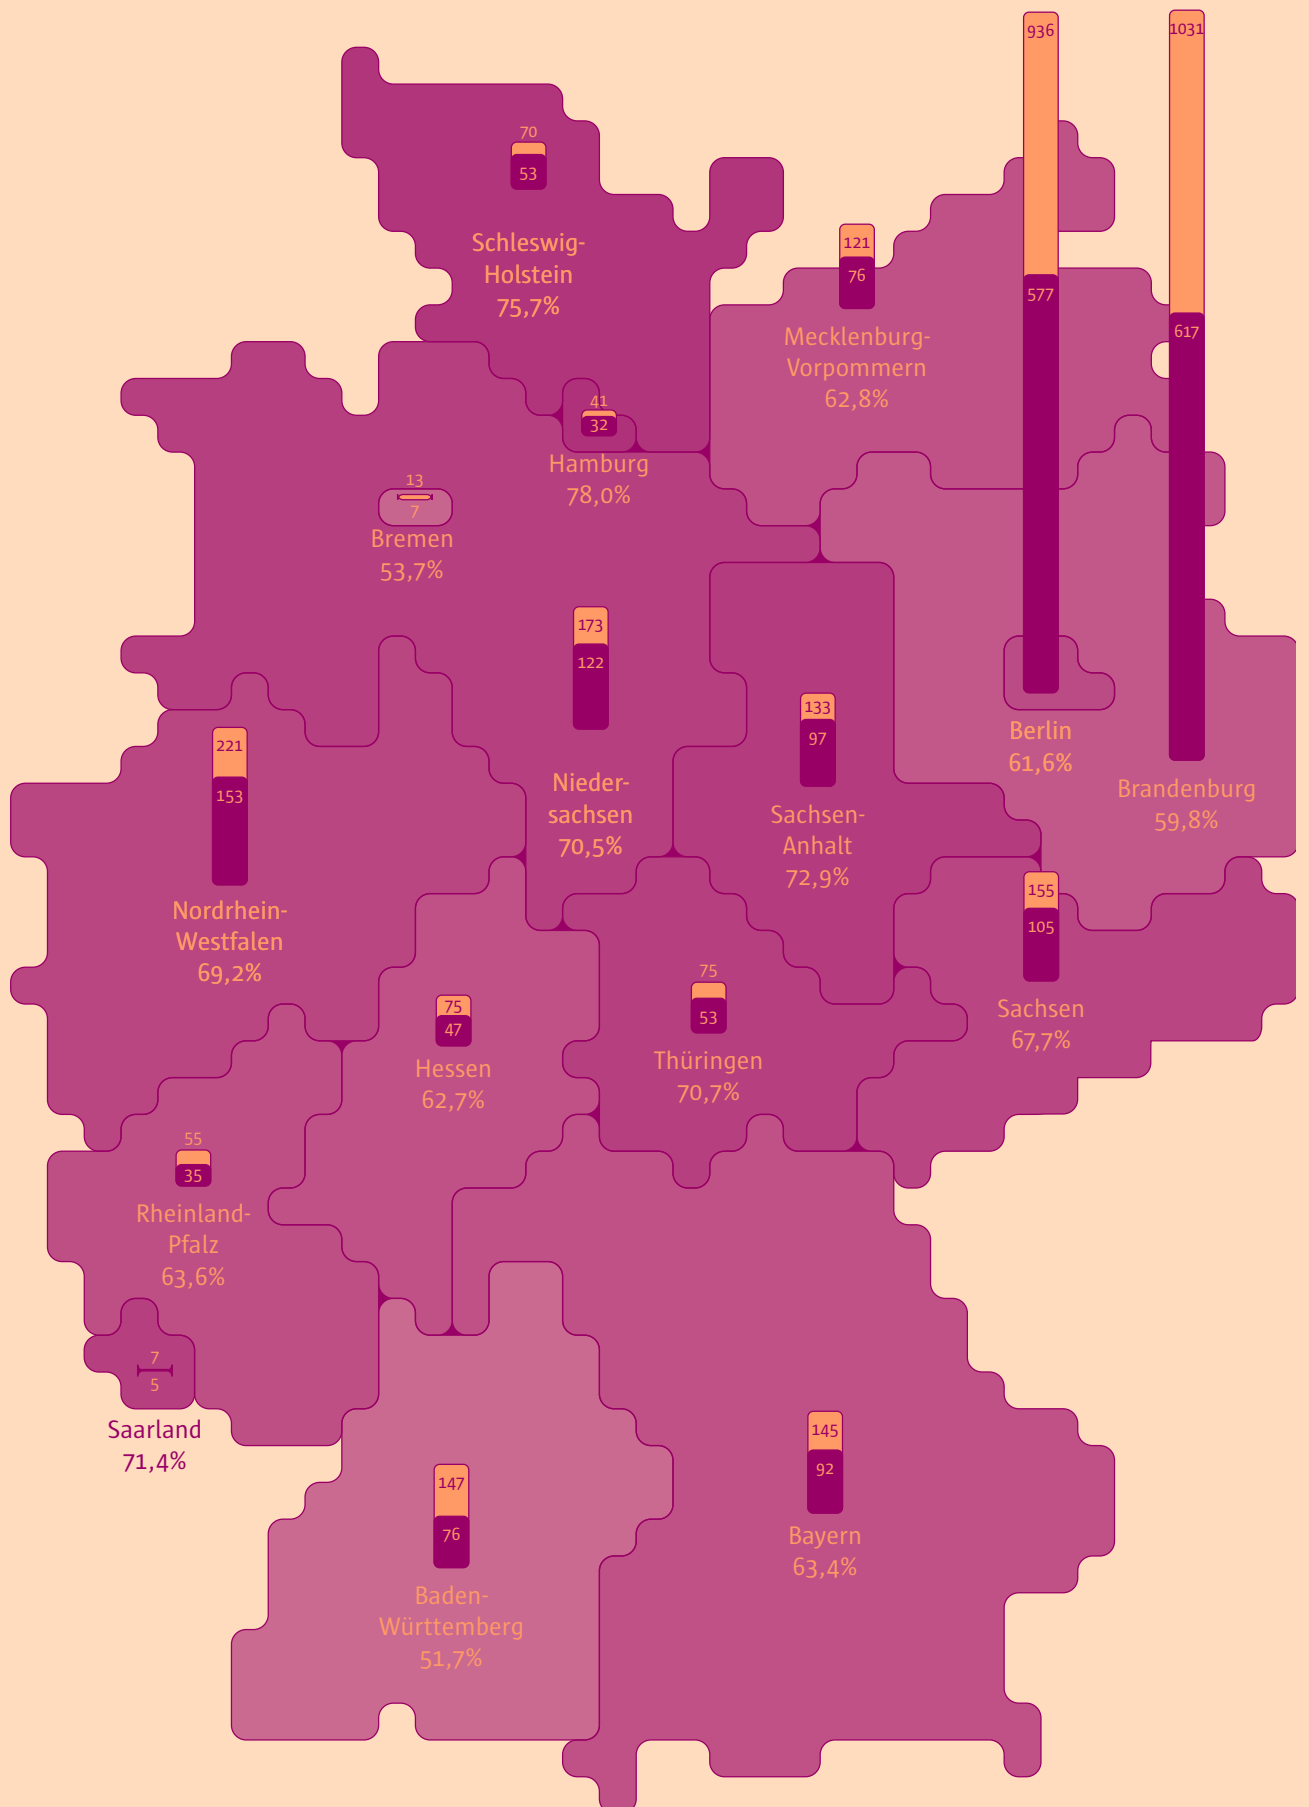 936
1031
70
53
Schleswig-
Holstein
75,7%
121
76
Mecklenburg-
Vorpommern
62,8%
577
617
41
32
Hamburg
78,0%
13
7
Bremen
53,7%
173
122
Nieder-
sachsen
70,5%
133
97
Sachsen-
Anhalt
72,9%
Berlin
61,6%
Brandenburg
59,8%
221
153
Nordrhein-
Westfalen
69,2%
155
105
Sachsen
67,7%
75
47
Hessen
62,7%
75
53
Thüringen
70,7%
55
35
Rheinland-
Pfalz
63,6%
7
5
Saarland
71,4%
145
92
Bayern
63,4%
147
76
Baden-
Württemberg
51,7%